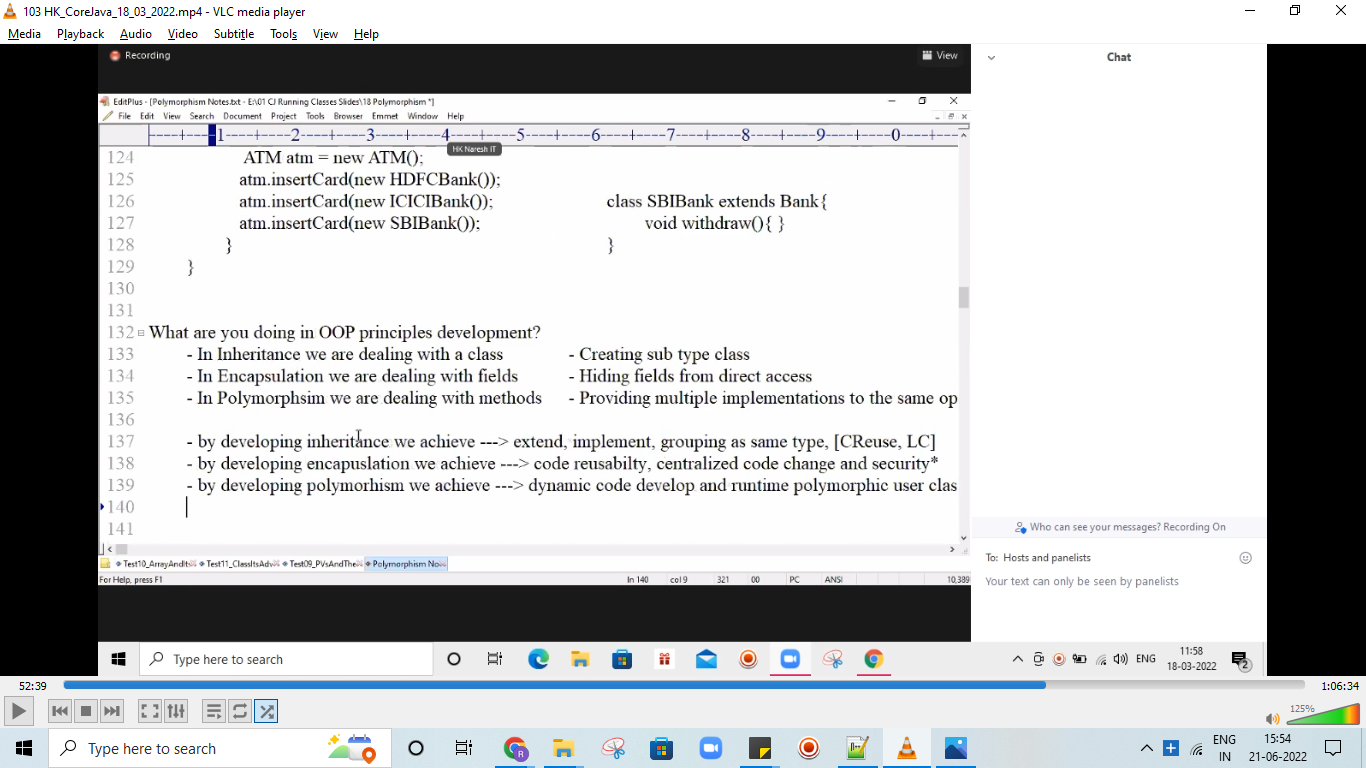 103 HK_CoreJava_18_03_2022.mp4 - VLC media player
Media Playback Audio Video Subtitle Tools View Help
Recording
View
Chat
EditPlus - [Polymorphism Notes.txt - E:\01 CJ Running Classes Slides\18 Polymorphism *]
File Edit View Search Document Project Tools Browser Emmet Window Help
----+----1----+----2----+----3----+----4----+----5----+----6----+----7----+----8----+----9----+----0----+---
HK Naresh IT
124 ATM atm = new ATM();
125 atm.insertCard(new HDFCBank());
126 atm.insertCard(new ICICIBank()); class SBIBank extends Bank{
127 atm.insertCard(new SBIBank()); void withdraw(){ }
128 } }
129 }
130
131
132 What are you doing in OOP principles development?
133 - In Inheritance we are dealing with a class - Creating sub type class
134 - In Encapsulation we are dealing with fields - Hiding fields from direct access
135 - In Polymorphsim we are dealing with methods - Providing multiple implementations to the same op
136
137 - by developing inheritance we achieve ---> extend, implement, grouping as same type, [CReuse, LC]
138 - by developing encapuslation we achieve ---> code reusabilty, centralized code change and security*
139 - by developing polymorhism we achieve ---> dynamic code develop and runtime polymorphic user clas
140
141
Test10_ArrayAndIts Test11_ClassItsAdv Test09_PVsAndThe Polymorphism No
For Help, press F1 ln 140 col 9 321 00 PC ANSI 10,389
Who can see your messages? Recording On
To: Hosts and panelists
Your text can only be seen by panelists
Type here to search
ENG
11:58
18-03-2022
2
52:39
1:06:34
125%
Type here to search
R
ENG
IN
15:54
21-06-2022